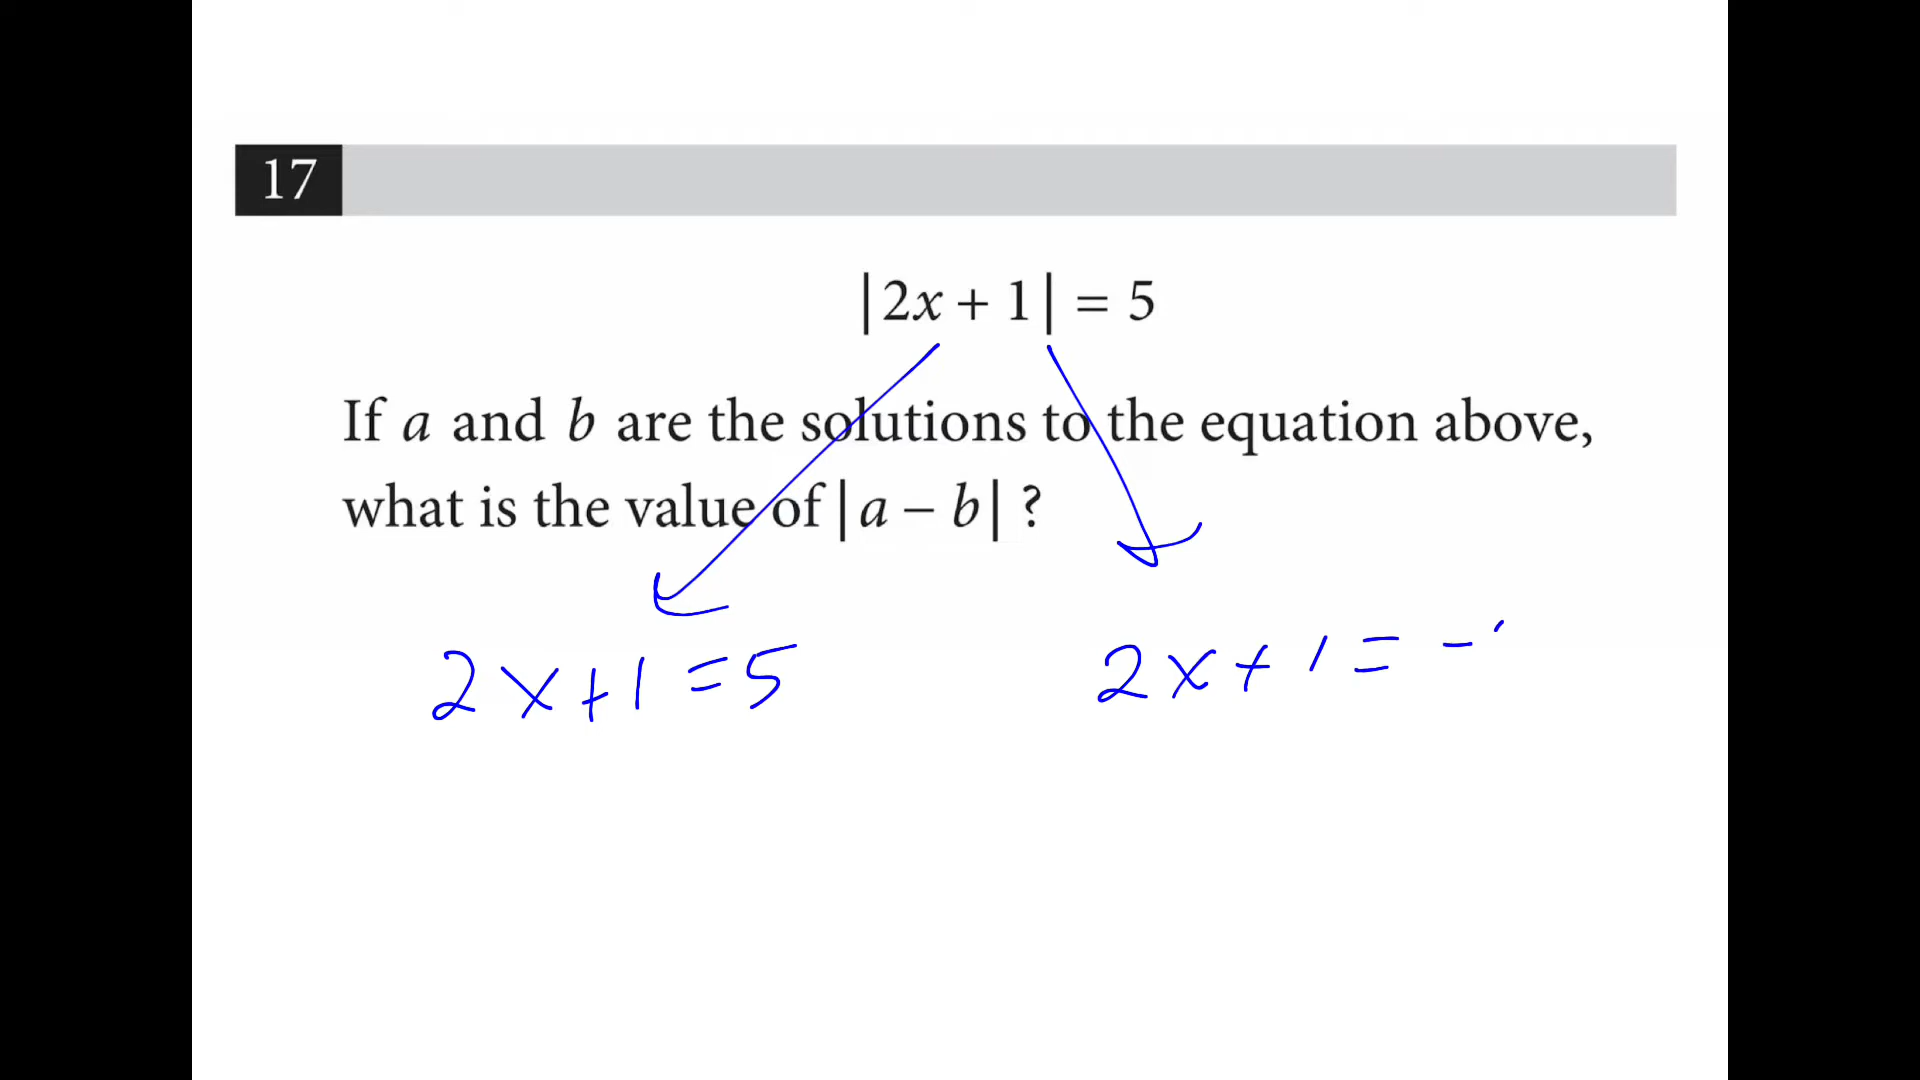 17
|2x + 1| = 5
If a and b are the solutions to the equation above,
what is the value of |a – b| ?
2x+1=5
2x+1=-